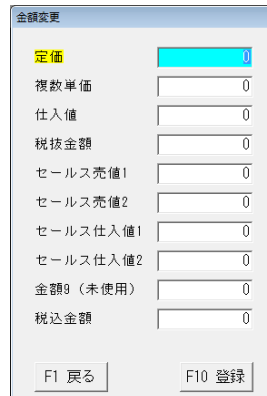 金額変更
定価 0
複数単価 0
仕入値 0
税抜金額 0
セールス売値1 0
セールス売値2 0
セールス仕入値1 0
セールス仕入値2 0
金額9（未使用） 0
税込金額 0
F1 戻る F10 登録